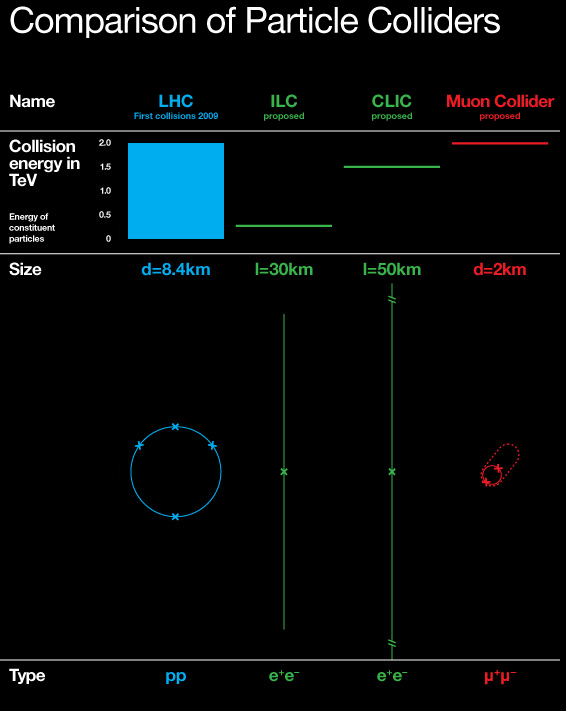 Comparison of Particle Colliders
Name
LHC
First collisions 2009
ILC
proposed
CLIC
proposed
Muon Collider
proposed
Collision
energy in
TeV
Energy of
constituent
particles
2.0
1.5
1.0
0.5
0
Size
d=8.4km
l=30km
l=50km
d=2km
Type
pp
e⁺e⁻
e⁺e⁻
μ⁺μ⁻